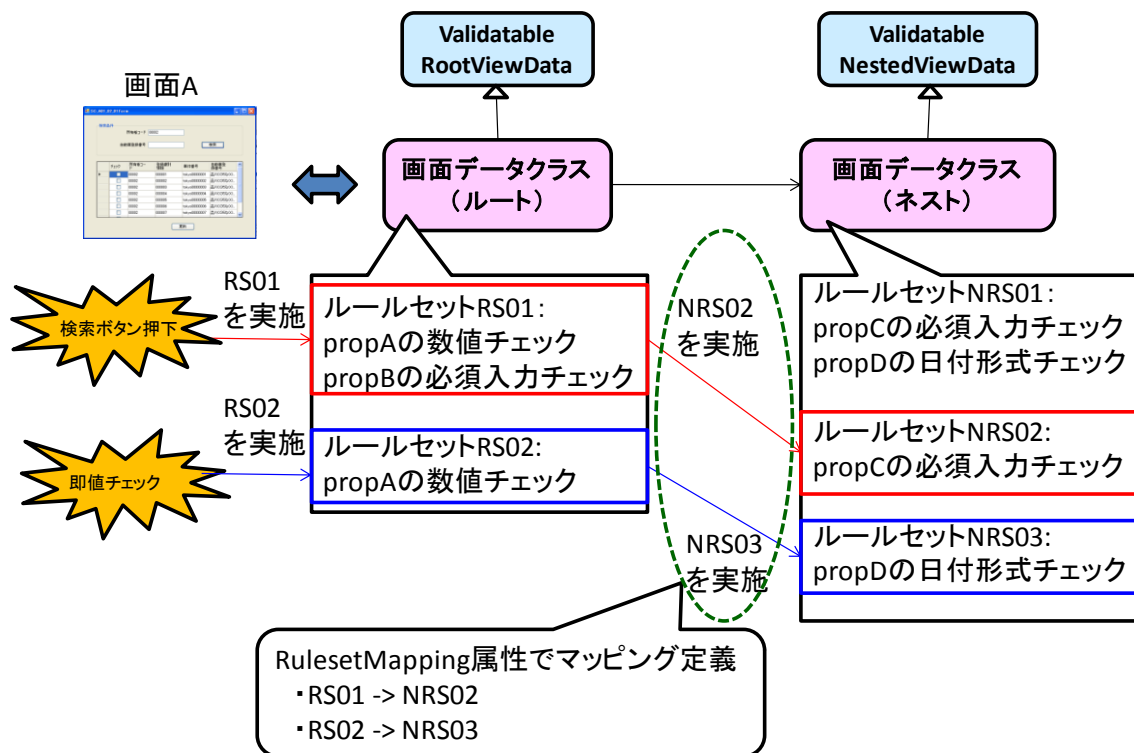 Validatable
RootViewData
Validatable
NestedViewData
画面A
画面データクラス
（ルート）
画面データクラス
（ネスト）
検索ボタン押下
RS01
を実施
ルールセットRS01:
propAの数値チェック
propBの必須入力チェック
NRS02
を実施
ルールセットNRS01:
propCの必須入力チェック
propDの日付形式チェック
即値チェック
RS02
を実施
ルールセットRS02:
propAの数値チェック
ルールセットNRS02:
propCの必須入力チェック
NRS03
を実施
ルールセットNRS03:
propDの日付形式チェック
RulesetMapping属性でマッピング定義
・RS01 -> NRS02
・RS02 -> NRS03